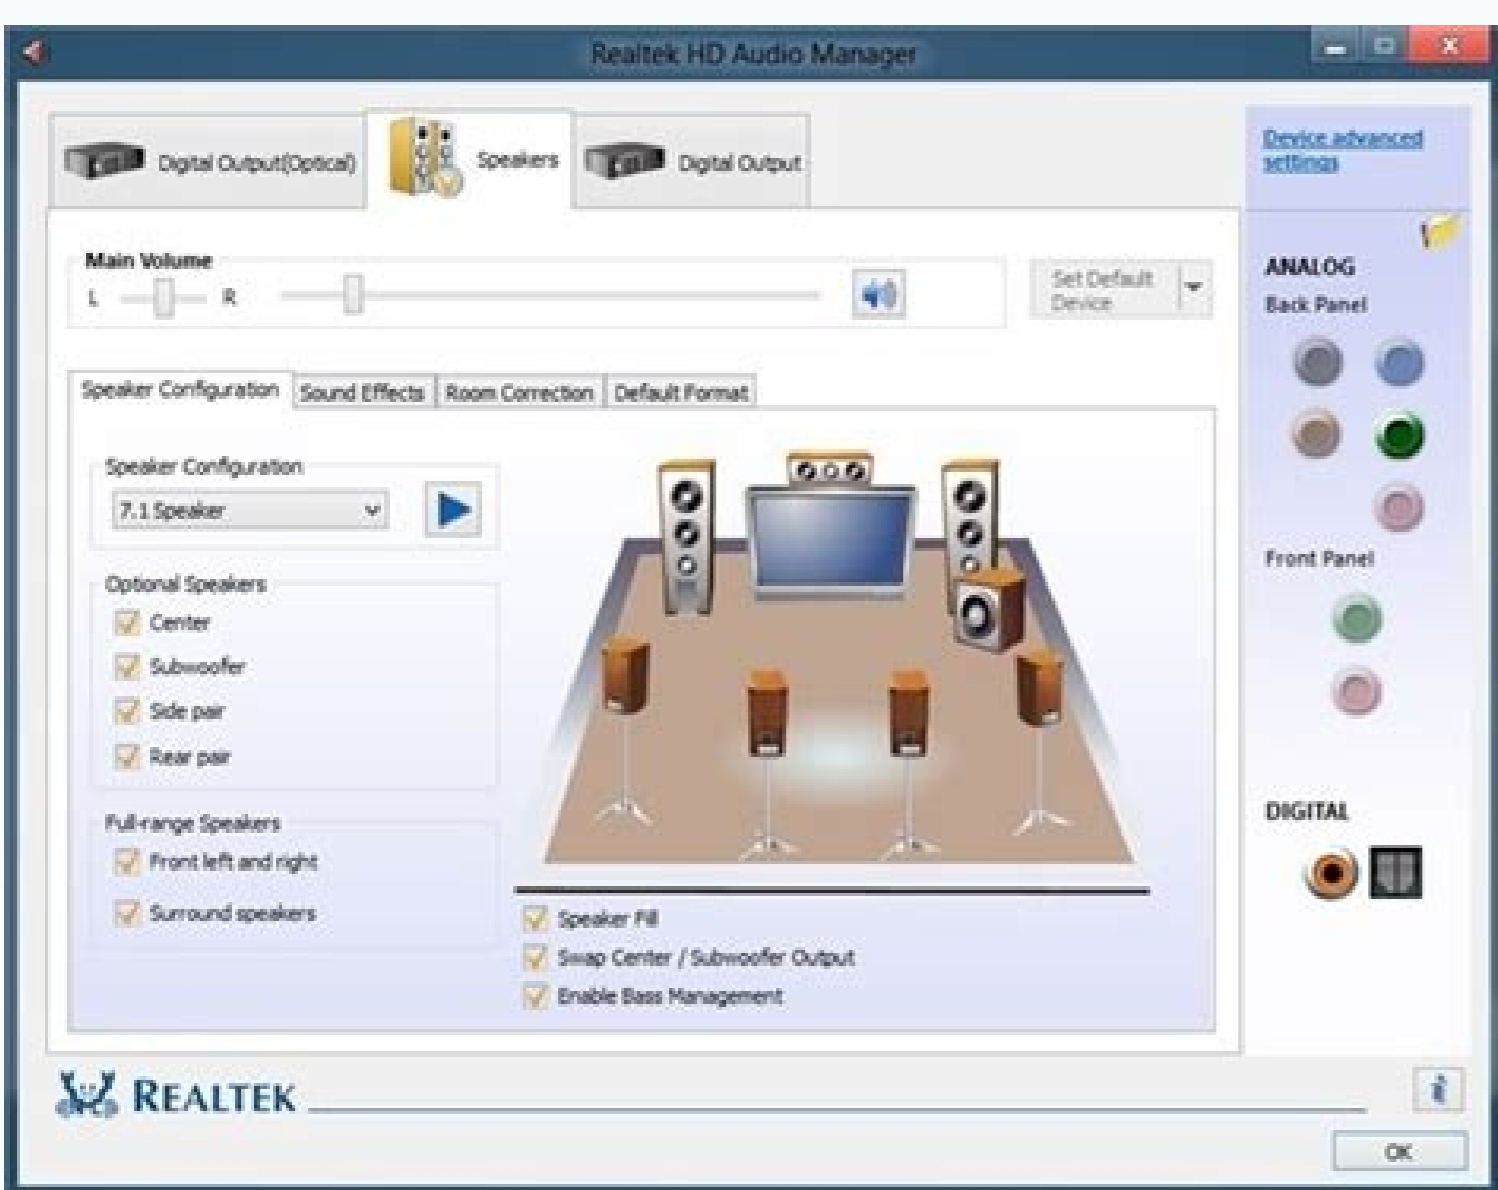 Realtek HD Audio Manager
Digital Output(Optical)
Speakers
Digital Output
Device advanced
settings
Main Volume
L
R
Set Default
Device
ANALOG
Back Panel
Speaker Configuration
Sound Effects
Room Correction
Default Format
Speaker Configuration
7.1 Speaker
Optional Speakers
Center
Subwoofer
Side pair
Rear pair
Front Panel
Full-range Speakers
Front left and right
Surround speakers
DIGITAL
Speaker Fill
Swap Center / Subwoofer Output
Enable Bass Management
REALTEK
i
OK